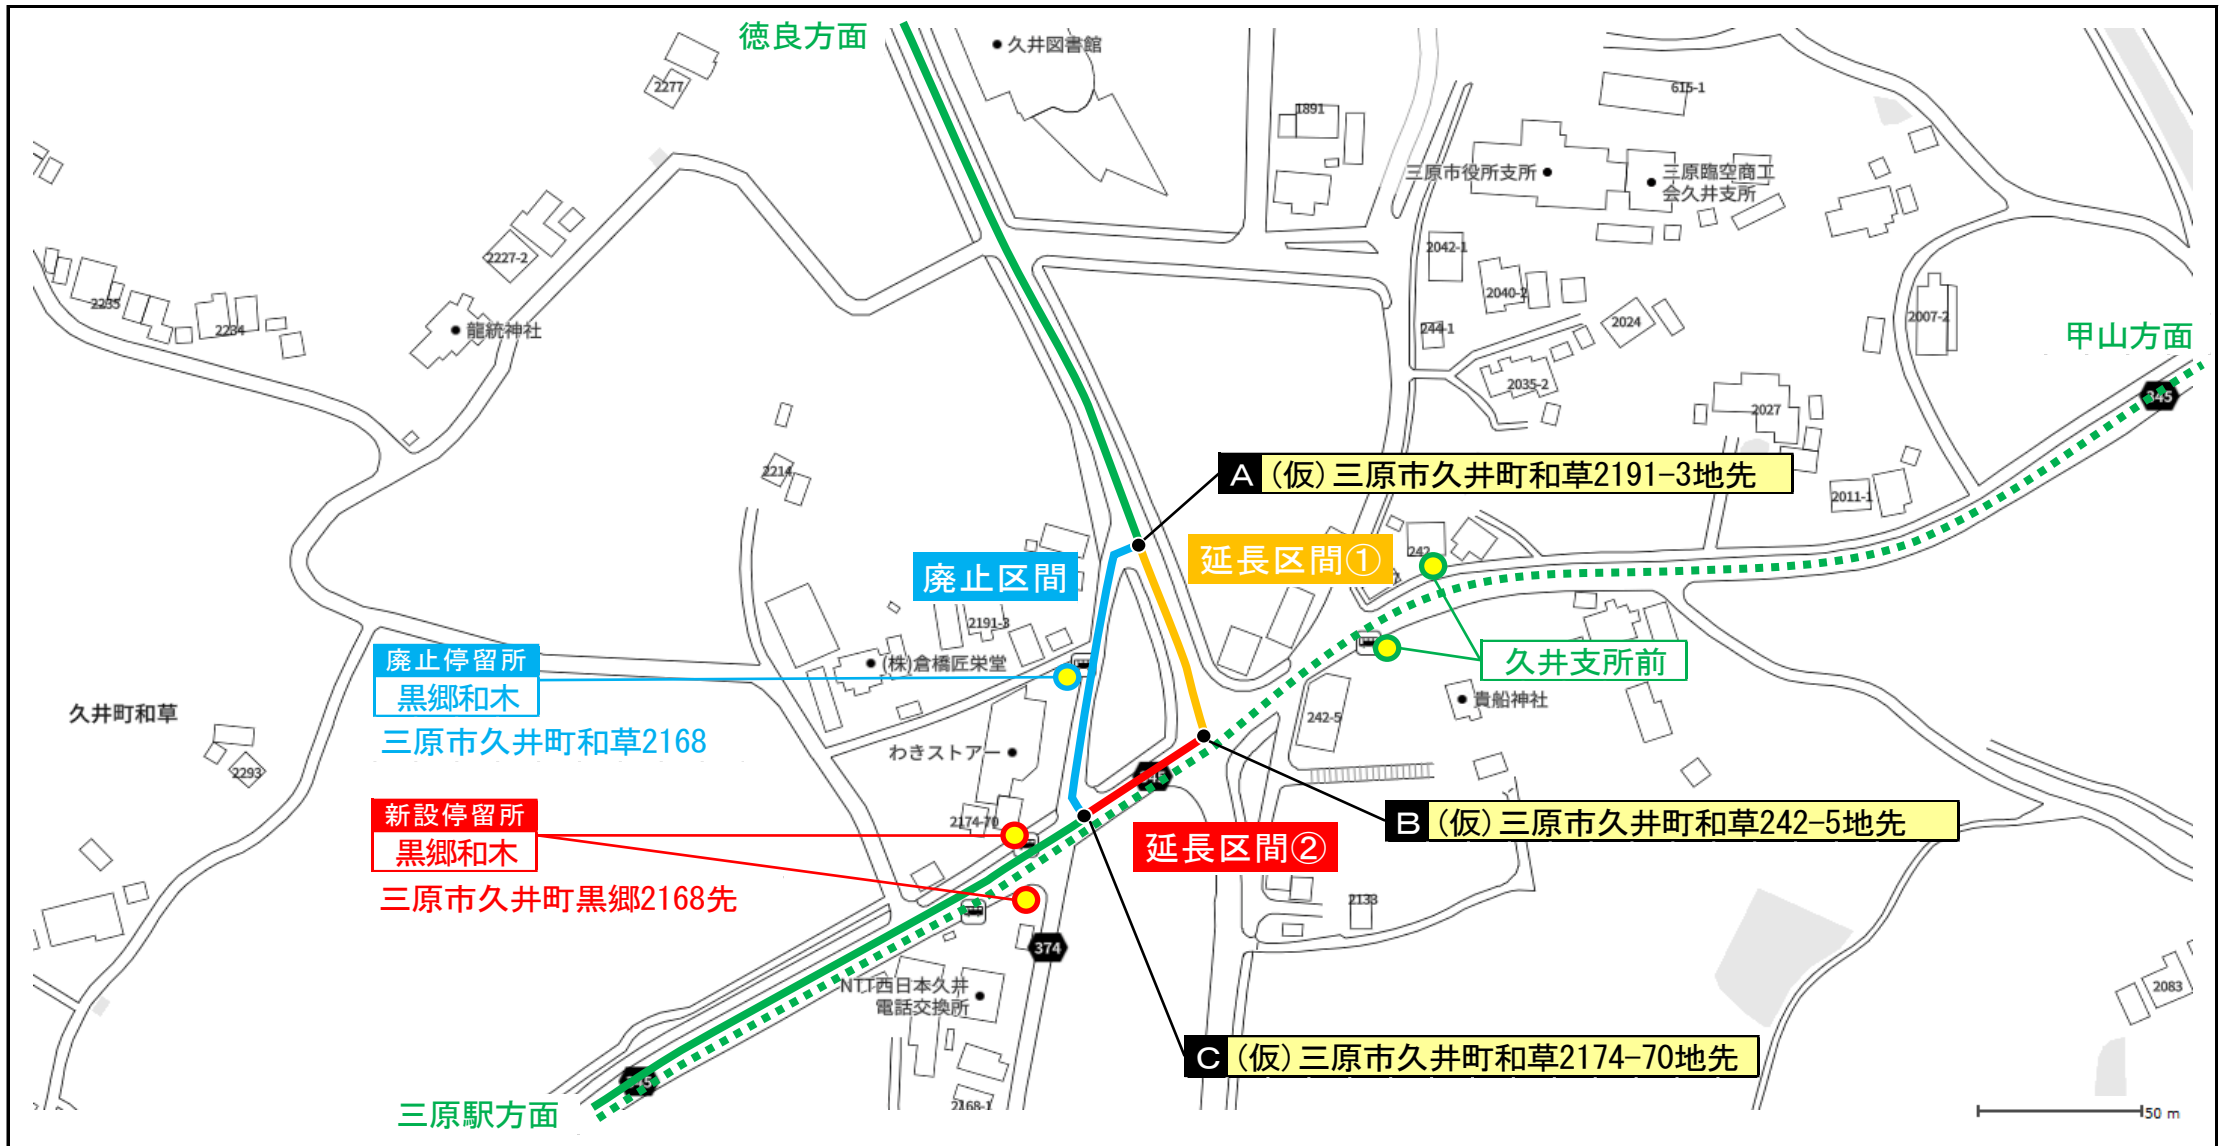 徳良方面
久井図書館
2277
1891
615-1
三原市役所支所
三原臨空商工
会久井支所
2227-2
2042-1
2040-2
2235
2234
龍統神社
244-1
2024
2007-2
甲山方面
2035-2
345
2027
2214
A (仮)三原市久井町和草2191-3地先
2011-1
延長区間①
242
廃止区間
2191-3
廃止停留所
黒郷和木
三原市久井町和草2168
(株)倉橋匠栄堂
久井支所前
貴船神社
久井町和草
242-5
わきストアー
2293
345
新設停留所
黒郷和木
三原市久井町黒郷2168先
2174-70
B (仮)三原市久井町和草242-5地先
延長区間②
2133
374
NTT西日本久井
電話交換所
2083
C (仮)三原市久井町和草2174-70地先
345
三原駅方面
2168-1
50 m